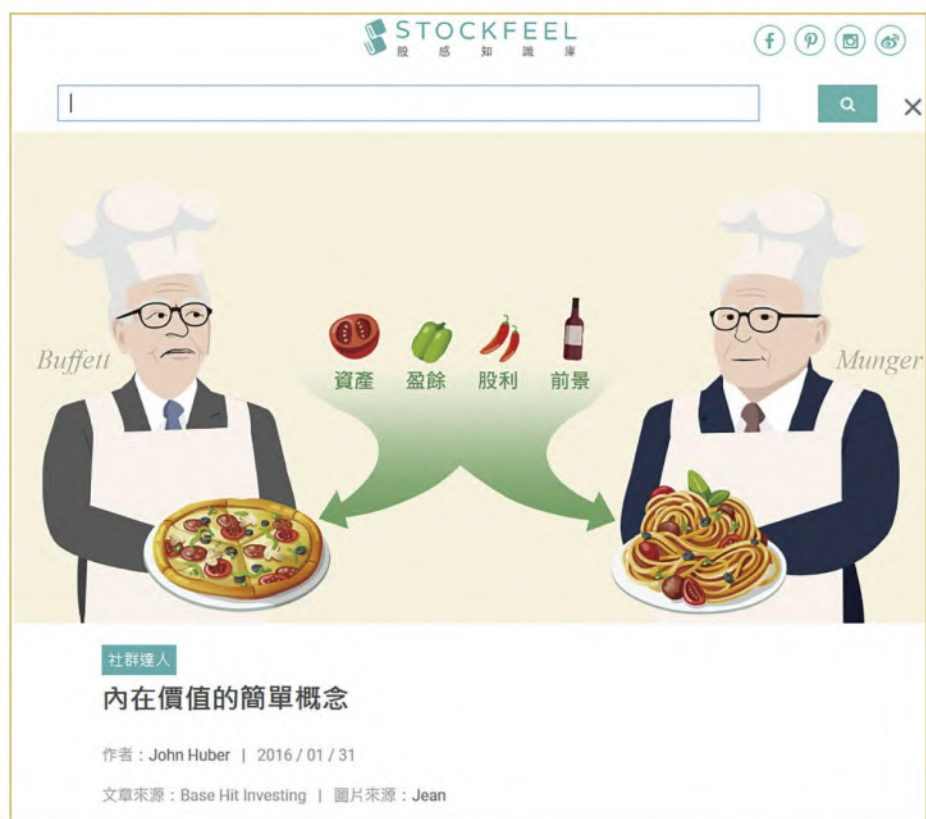 STOCKFEEL
股感知識庫
Buffett
Munger
資產 盈餘 股利 前景
社群達人
內在價值的簡單概念
作者：John Huber | 2016 / 01 / 31
文章來源：Base Hit Investing | 圖片來源：Jean